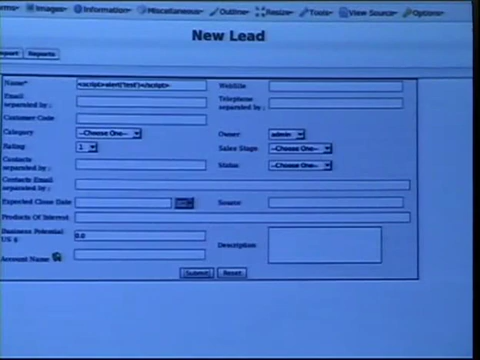 orms▾ Images▾ Information▾ Miscellaneous▾ Outline▾ Resize▾ Tools▾ View Source▾ Options▾
New Lead
Reports
Name* <script>alert('test')</script> WebSite
Email separated by ; Telephone separated by ;
Customer Code
Category --Choose One-- Owner admin
Rating 1 Sales Stage --Choose One--
Contacts separated by ; Status --Choose One--
Contacts Email separated by ;
Expected Close Date Source
Products Of Interest
Business Potential US $ 0.0 Description
Account Name
Submit Reset